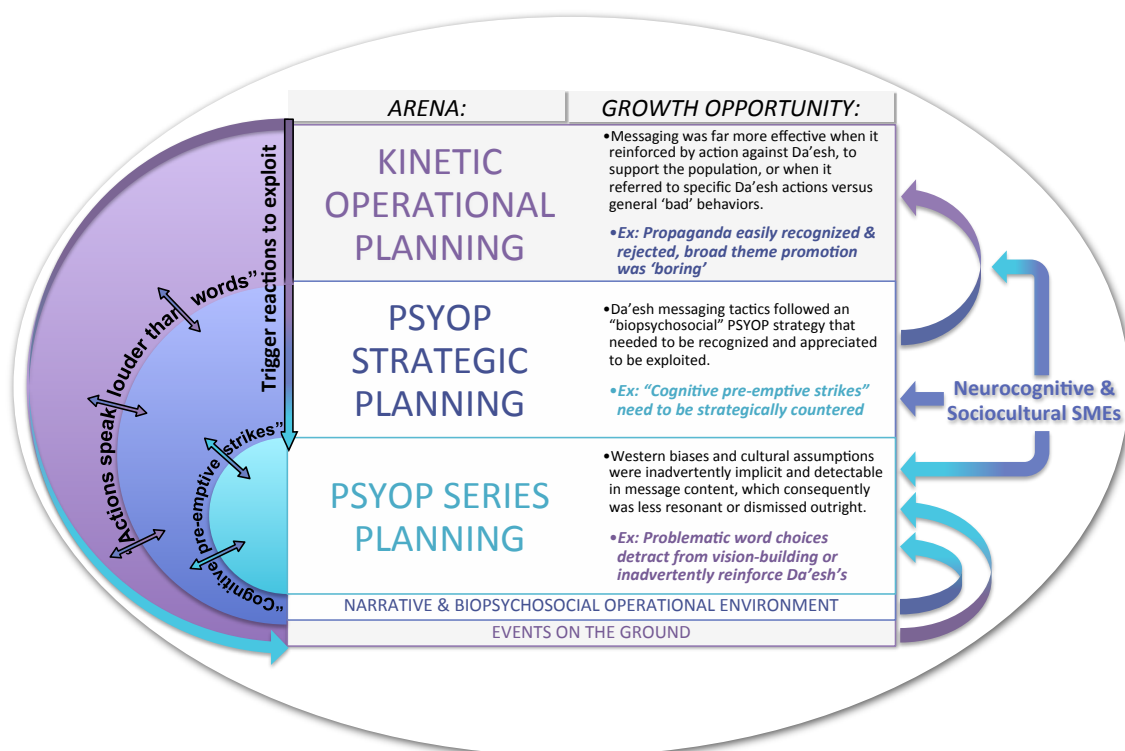 ARENA:
GROWTH OPPORTUNITY:
KINETIC
OPERATIONAL
PLANNING
•Messaging was far more effective when it
reinforced by action against Da’esh, to
support the population, or when it
referred to specific Da’esh actions versus
general ‘bad’ behaviors.
•Ex: Propaganda easily recognized &
rejected, broad theme promotion
was ‘boring’
PSYOP
STRATEGIC
PLANNING
•Da’esh messaging tactics followed an
“biopsychosocial” PSYOP strategy that
needed to be recognized and appreciated
to be exploited.
•Ex: “Cognitive pre-emptive strikes”
need to be strategically countered
PSYOP SERIES
PLANNING
•Western biases and cultural assumptions
were inadvertently implicit and detectable
in message content, which consequently
was less resonant or dismissed outright.
•Ex: Problematic word choices
detract from vision-building or
inadvertently reinforce Da’esh’s
NARRATIVE & BIOPSYCHOSOCIAL OPERATIONAL ENVIRONMENT
EVENTS ON THE GROUND
Trigger reactions to exploit
“Actions speak louder than words”
“Cognitive pre-emptive strikes”
Neurocognitive &
Sociocultural SMEs